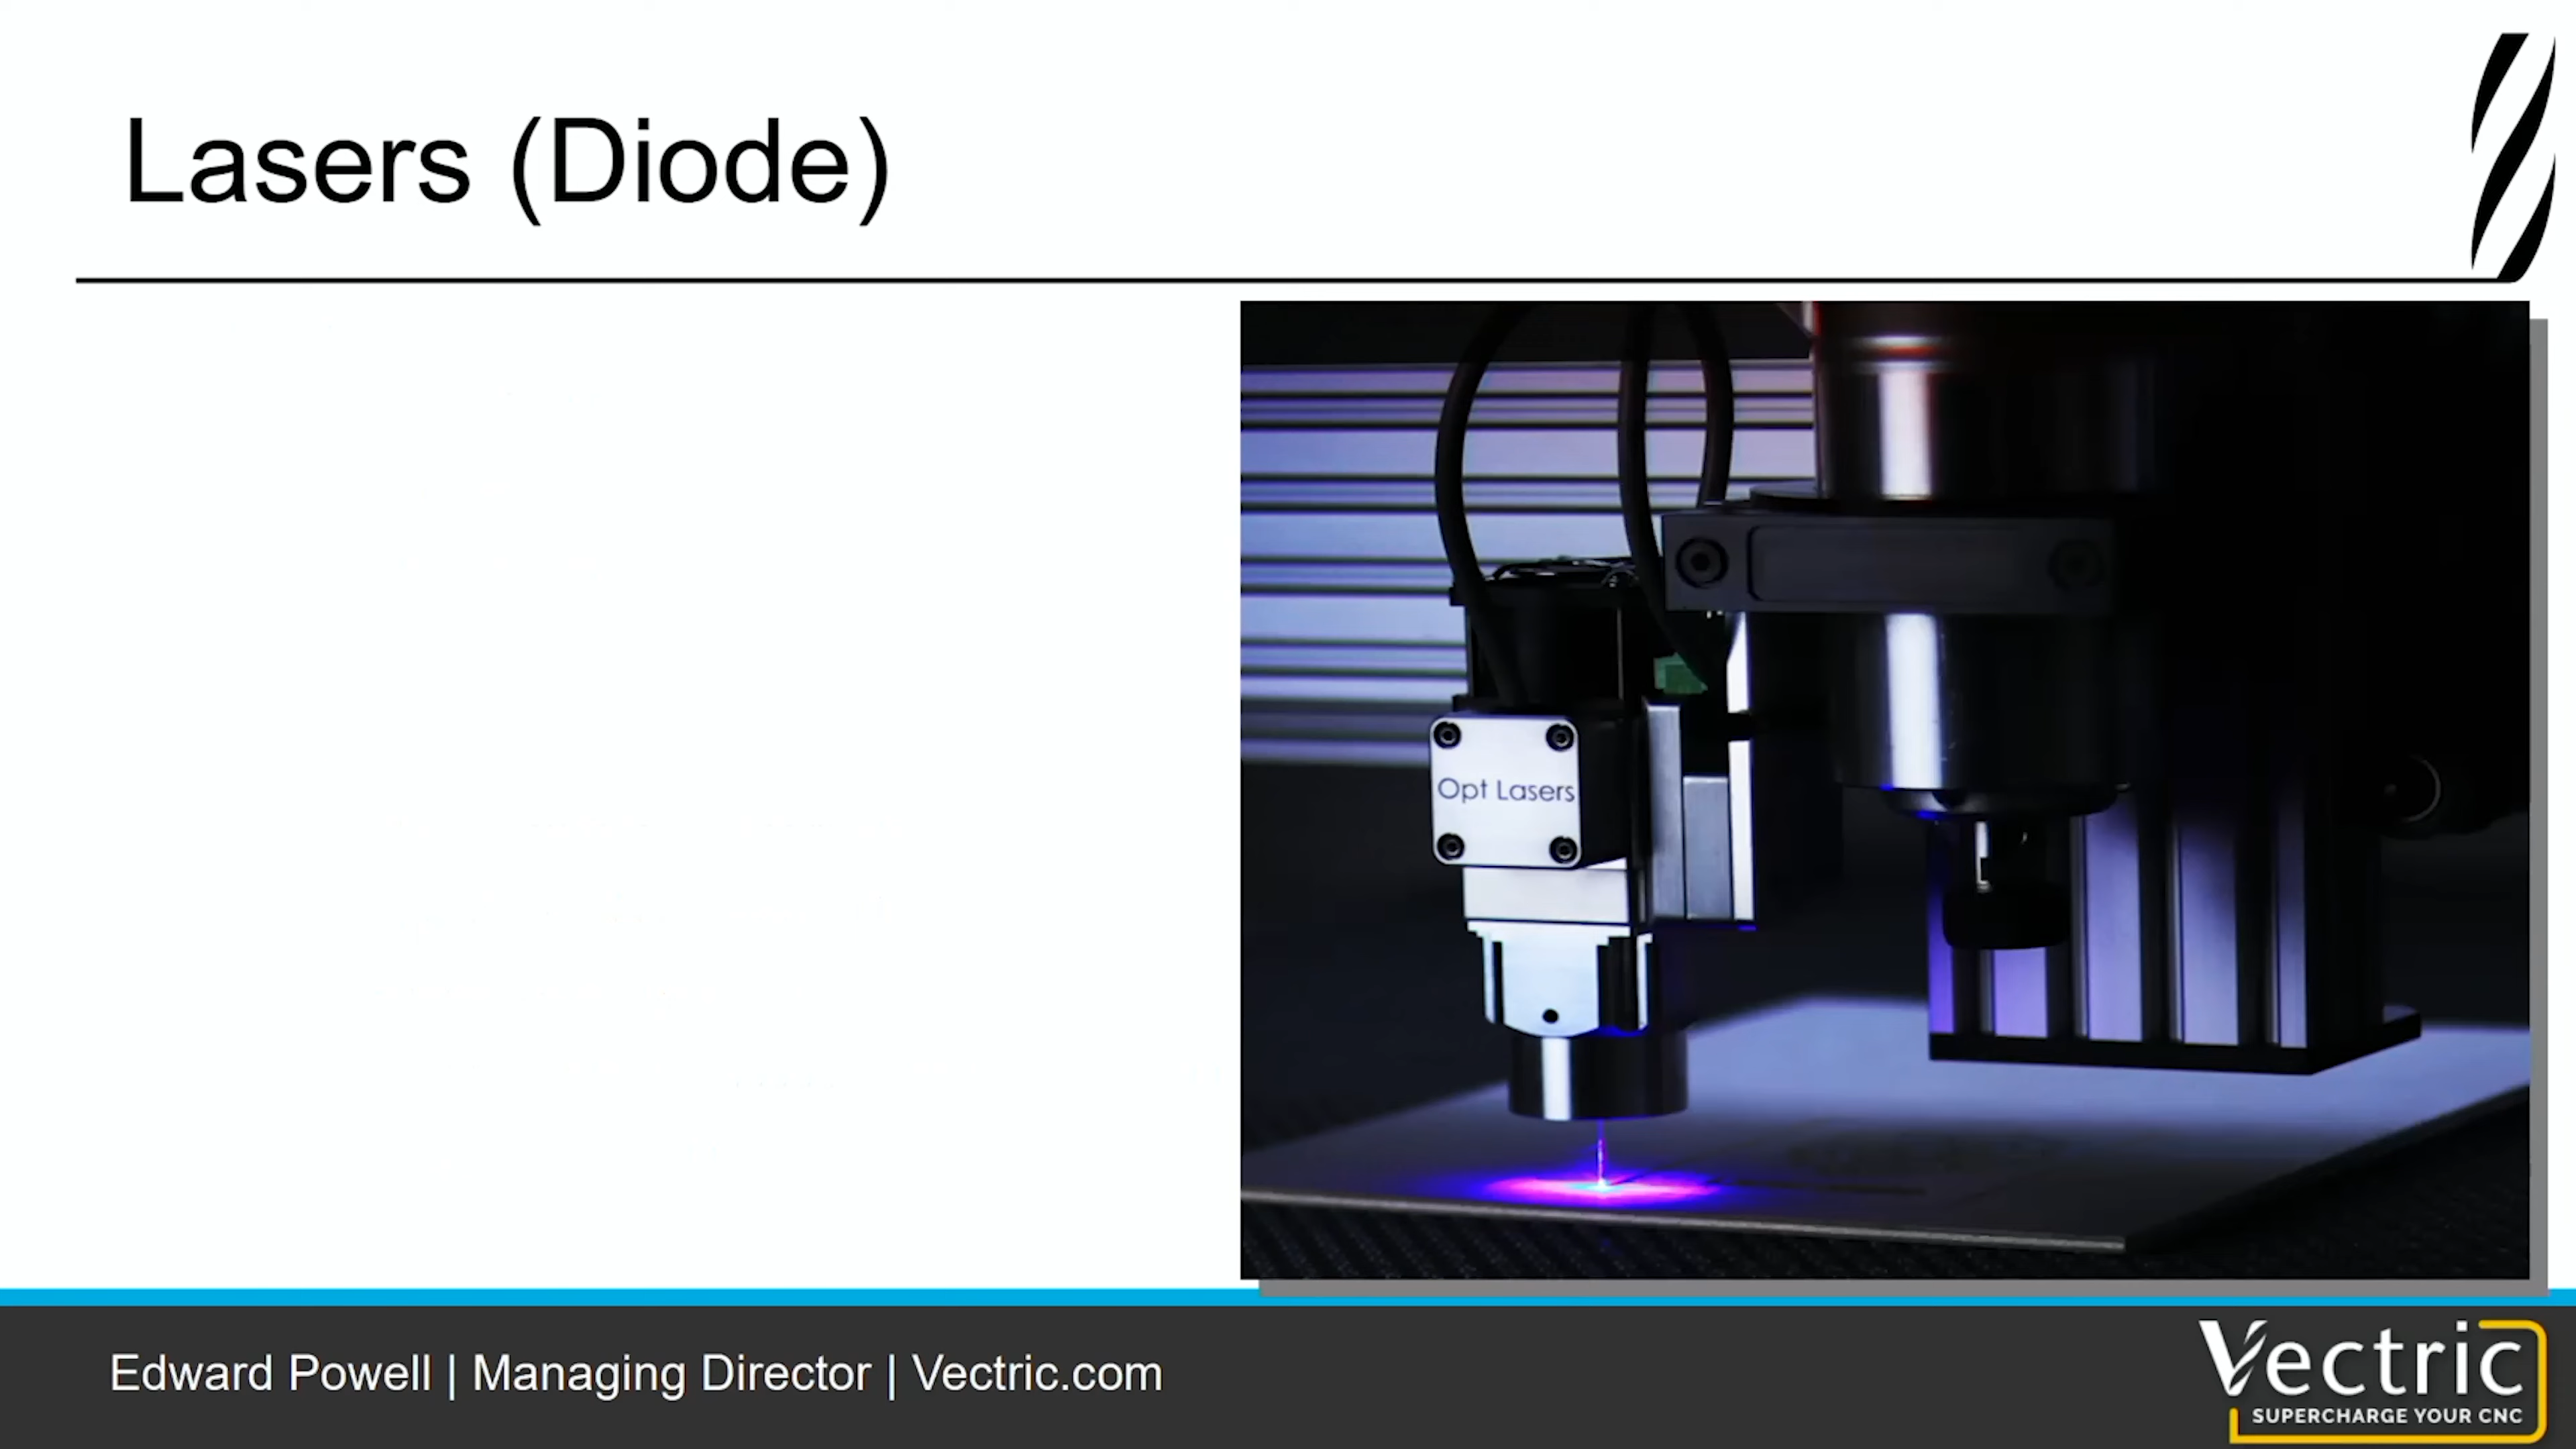 Lasers (Diode)
Opt Lasers
Edward Powell | Managing Director | Vectric.com
Vectric
SUPERCHARGE YOUR CNC